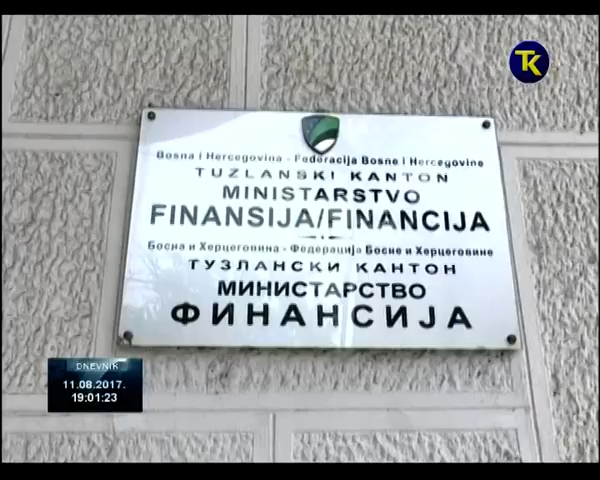 TK
Bosna i Hercegovina - Federacija Bosne i Hercegovine
TUZLANSKI KANTON
MINISTARSTVO
FINANSIJA/FINANCIJA
Босна и Херцеговина - Федерација Босне и Херцеговине
ТУЗЛАНСКИ КАНТОН
МИНИСТАРСТВО
ФИНАНСИЈА
DNEVNIK
11.08.2017.
19:01:23